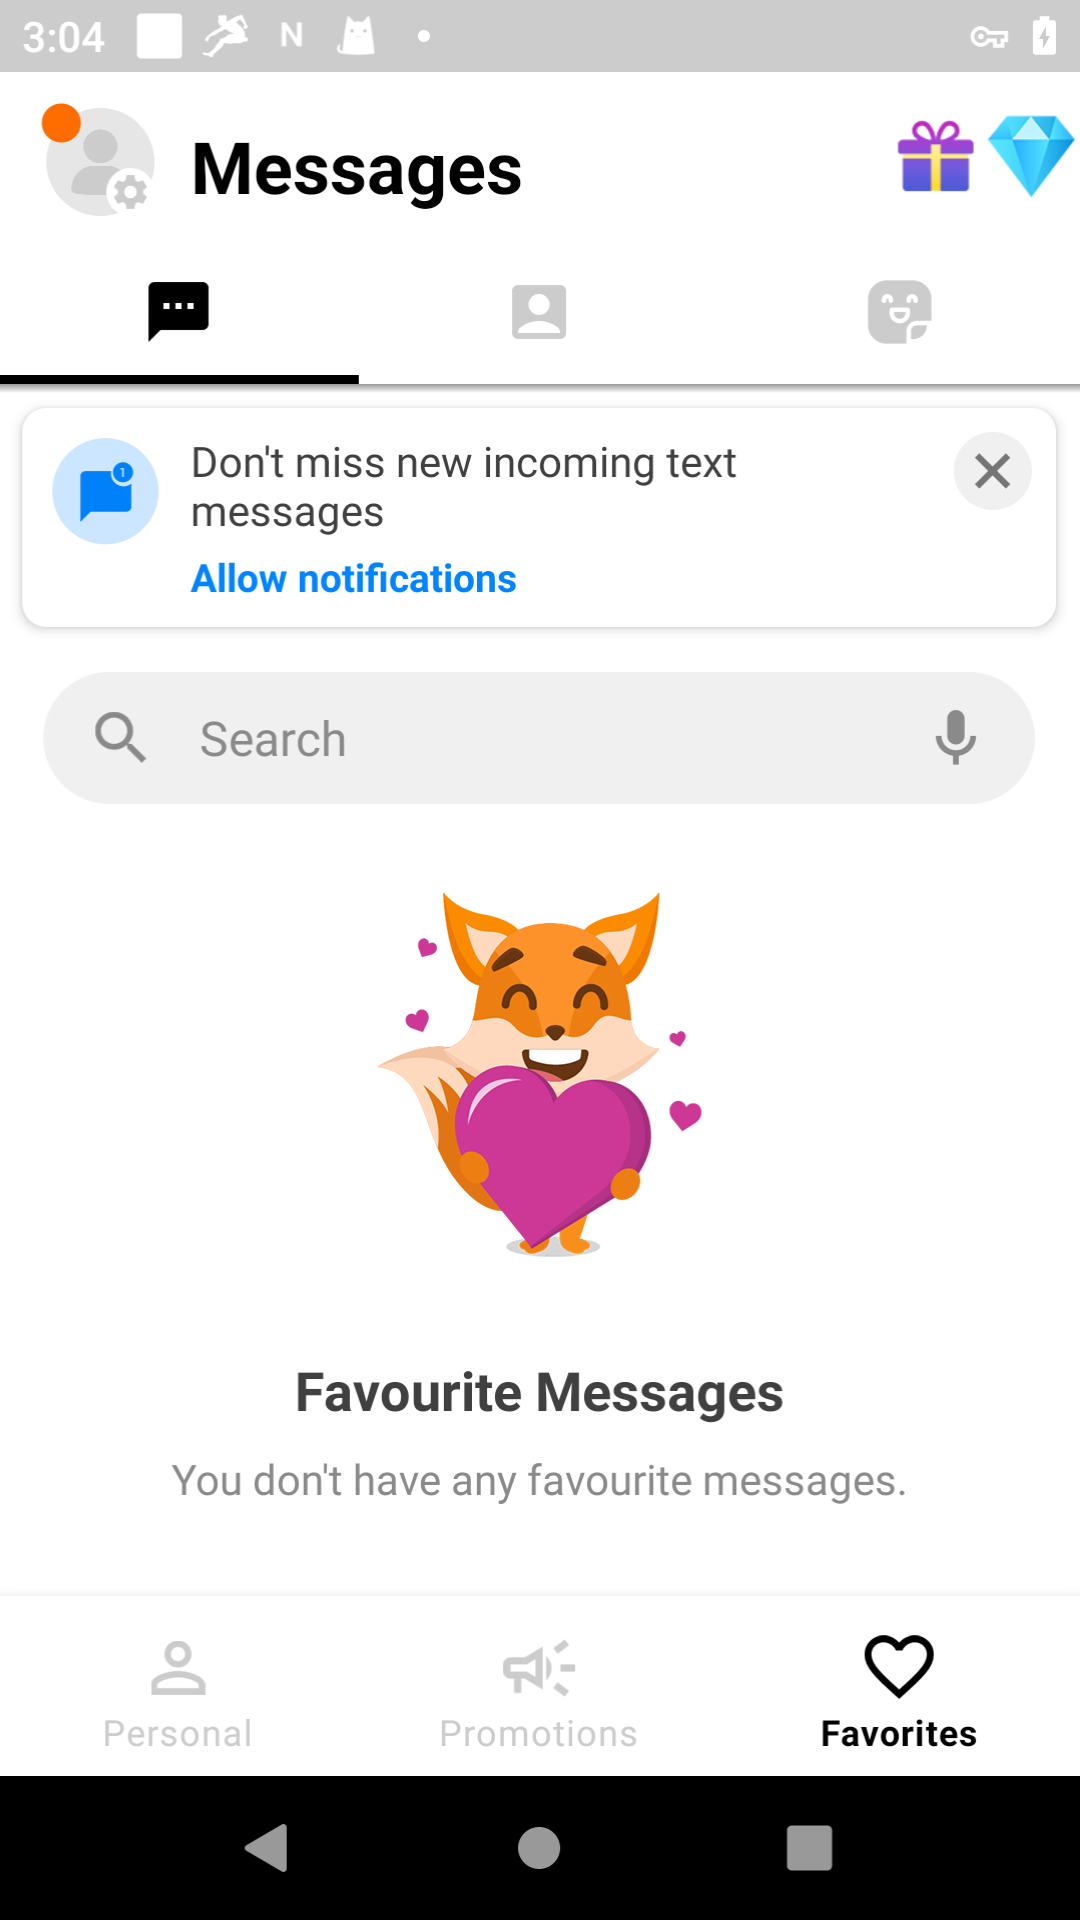 3:04
N
Messages
Don't miss new incoming text
messages
1
Allow notifications
Search
Favourite Messages
You don't have any favourite messages.
Personal
Promotions
Favorites